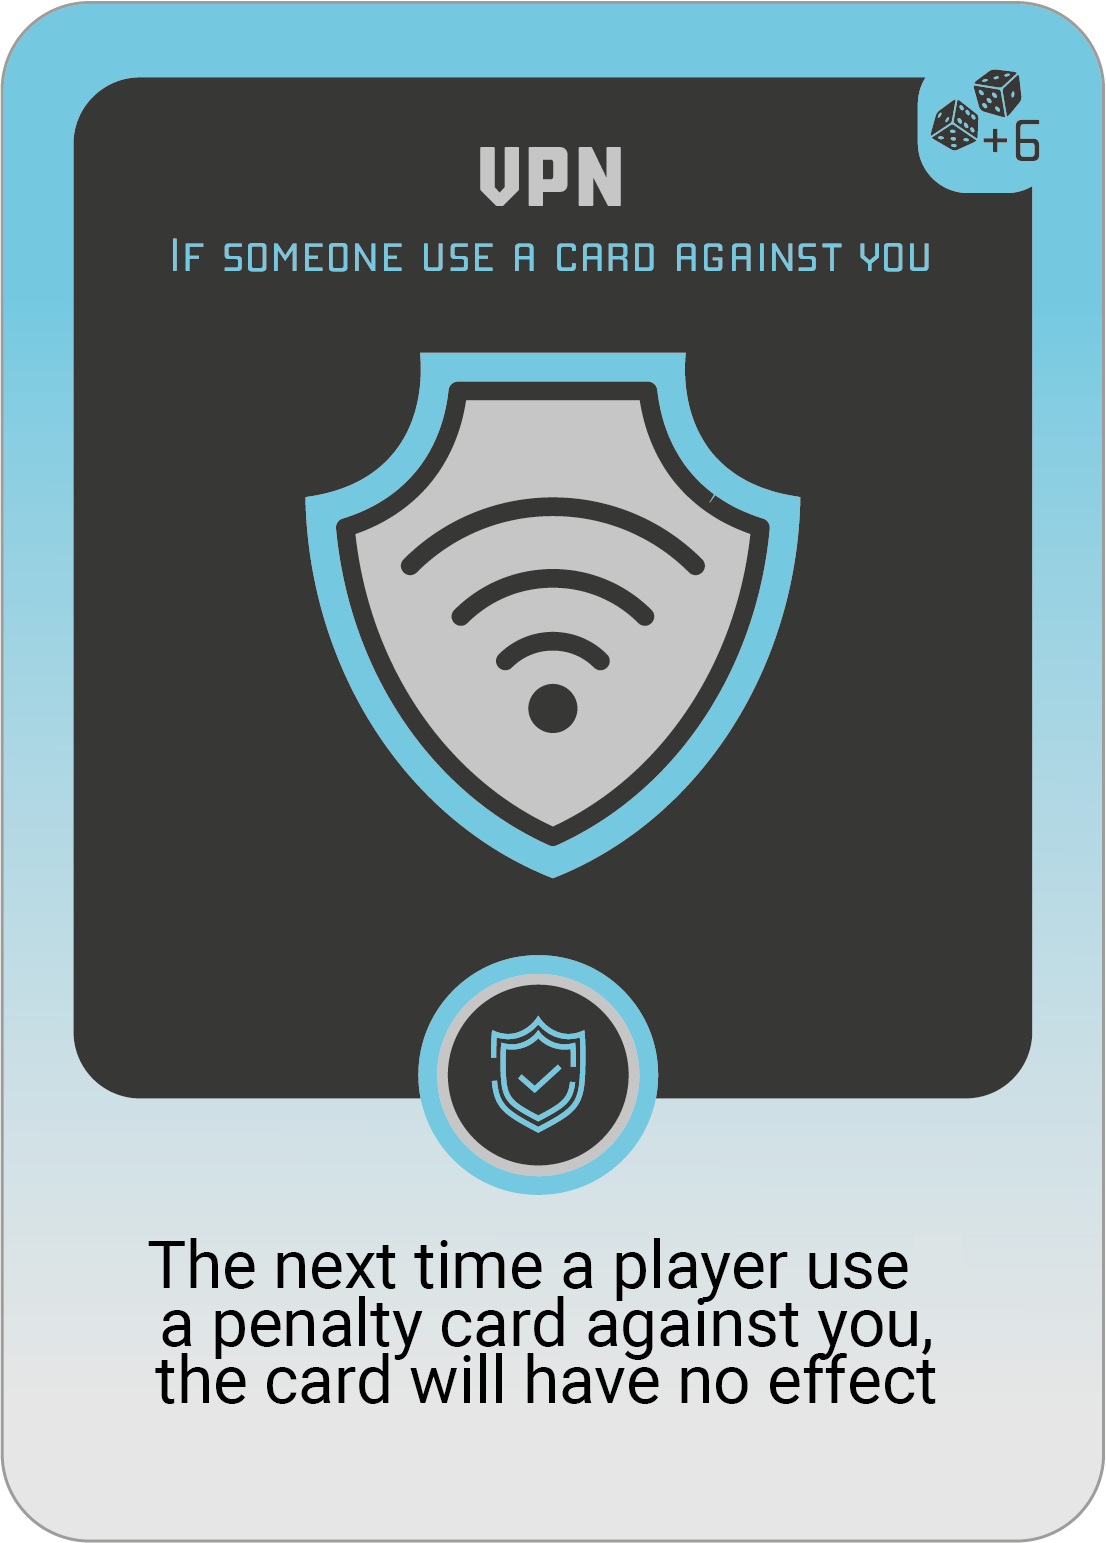 +6
VPN
If someone use a card against you
The next time a player use
a penalty card against you,
the card will have no effect